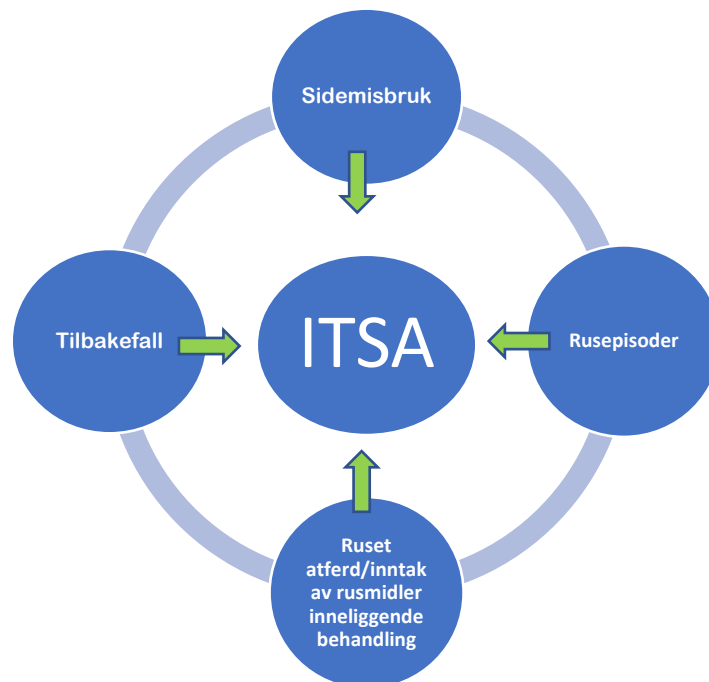 Sidemisbruk
Tilbakefall
ITSA
Rusepisoder
Ruset
atferd/inntak
av rusmidler
inneliggende
behandling